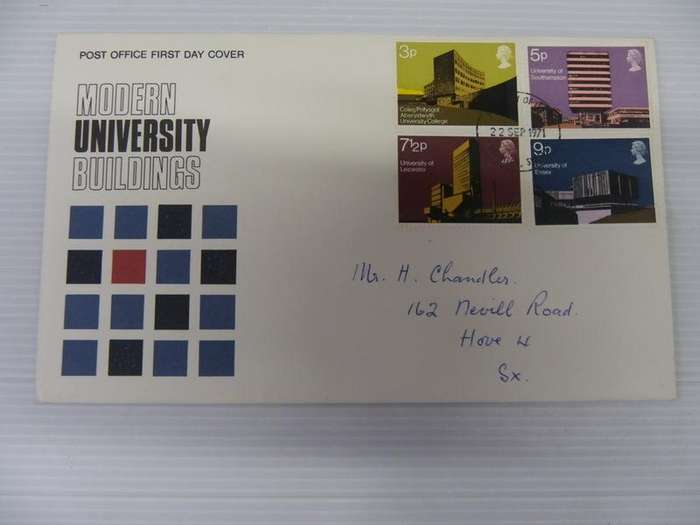 POST OFFICE FIRST DAY COVER
MODERN
UNIVERSITY
BUILDINGS
3p
Coleg Prifysgol
Aberystwyth
University College
5p
University of
Southampton
7½p
University of
Leicester
9p
University of
Essex
22 SEP 1971
Mr. H. Chandler.
162 Nevill Road.
Hove 4
Sx.